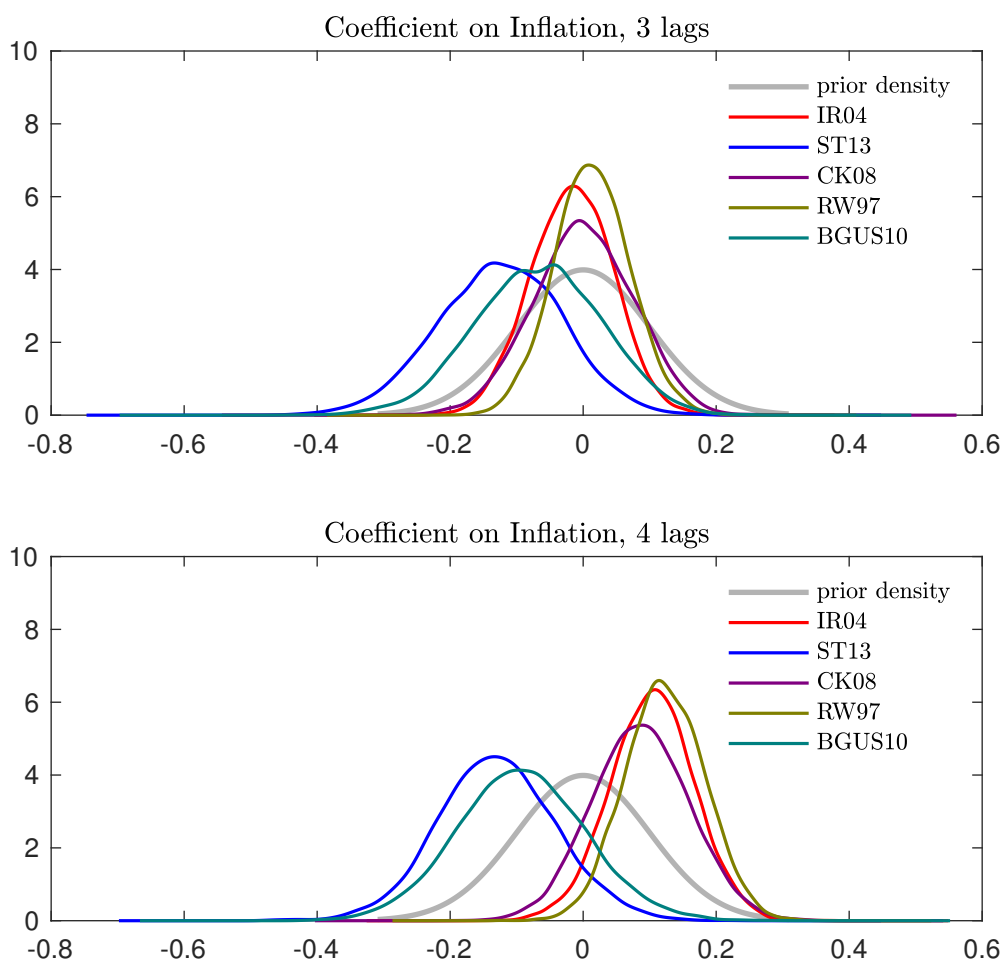 Coefficient on Inflation, 3 lags
10
8
6
4
2
0
prior density
IR04
ST13
CK08
RW97
BGUS10
-0.8 -0.6 -0.4 -0.2 0 0.2 0.4 0.6
Coefficient on Inflation, 4 lags
10
8
6
4
2
0
prior density
IR04
ST13
CK08
RW97
BGUS10
-0.8 -0.6 -0.4 -0.2 0 0.2 0.4 0.6